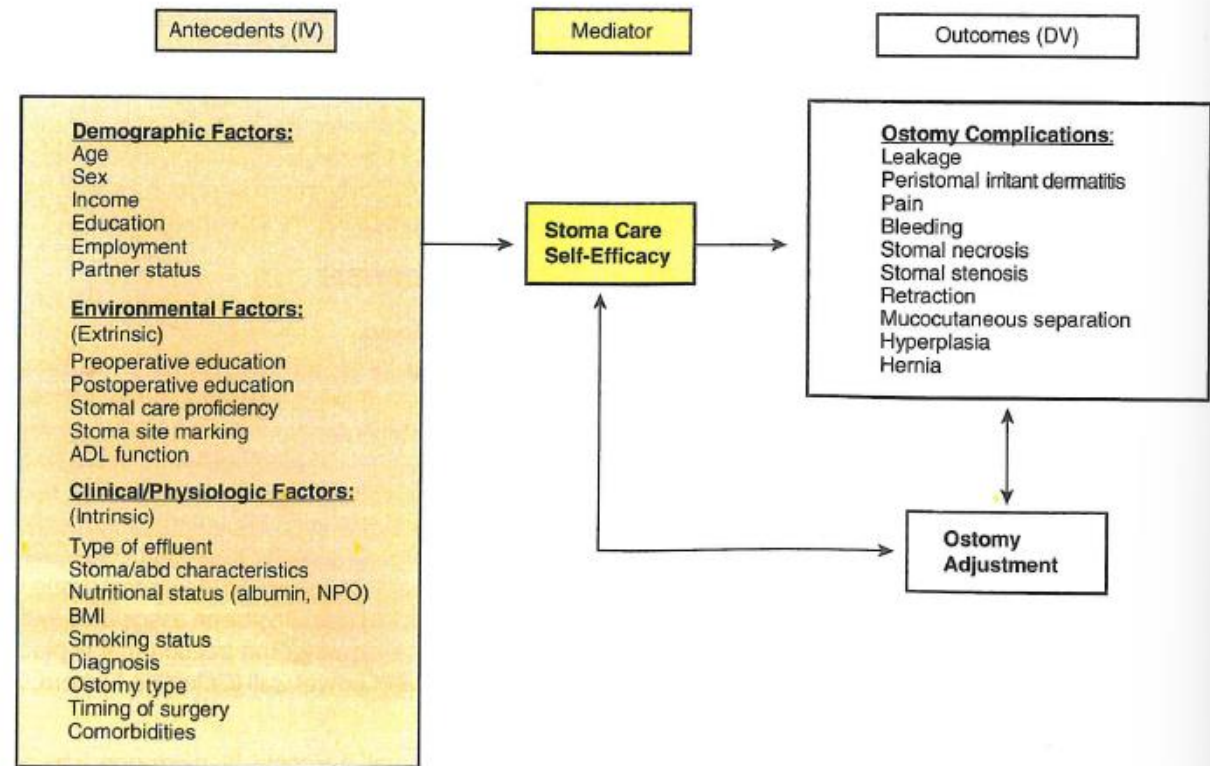 Antecedents (IV)
Mediator
Outcomes (DV)
Demographic Factors:
Age
Sex
Income
Education
Employment
Partner status
Environmental Factors:
(Extrinsic)
Preoperative education
Postoperative education
Stomal care proficiency
Stoma site marking
ADL function
Clinical/Physiologic Factors:
(Intrinsic)
Type of effluent
Stoma/abd characteristics
Nutritional status (albumin, NPO)
BMI
Smoking status
Diagnosis
Ostomy type
Timing of surgery
Comorbidities
Stoma Care
Self-Efficacy
Ostomy Complications:
Leakage
Peristomal irritant dermatitis
Pain
Bleeding
Stomal necrosis
Stomal stenosis
Retraction
Mucocutaneous separation
Hyperplasia
Hernia
Ostomy
Adjustment